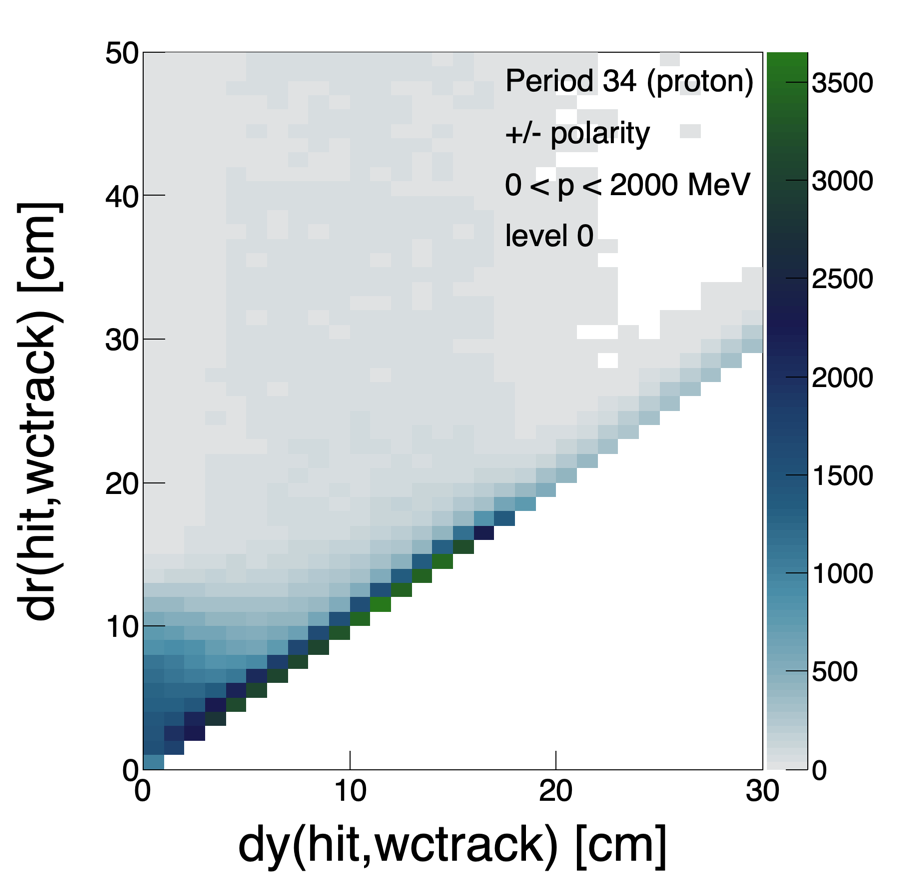 50
40
30
20
10
0
dr(hit,wctrack) [cm]
Period 34 (proton)
+/- polarity
0 < p < 2000 MeV
level 0
3500
3000
2500
2000
1500
1000
500
0
0 10 20 30
dy(hit,wctrack) [cm]